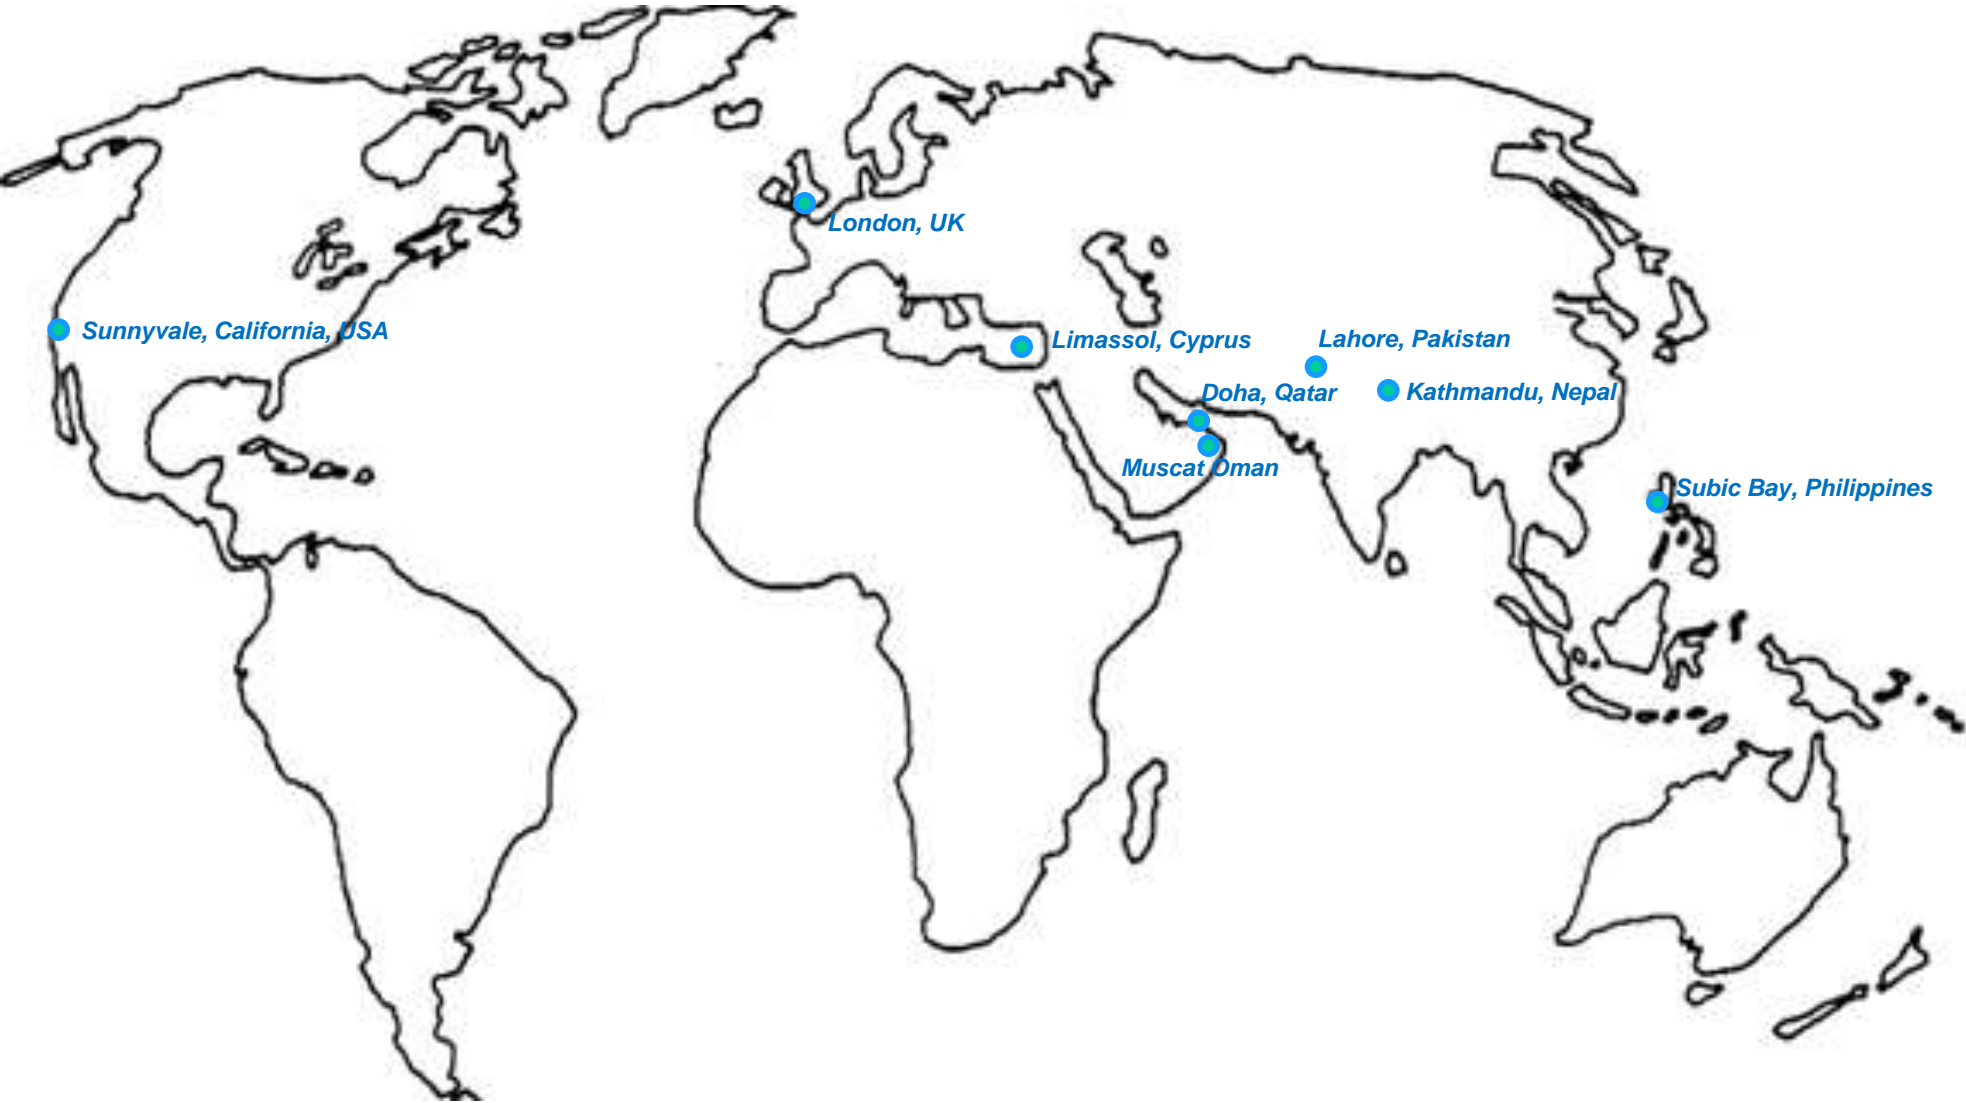 London, UK
Sunnyvale, California, USA
Limassol, Cyprus
Lahore, Pakistan
Doha, Qatar
Kathmandu, Nepal
Muscat Oman
Subic Bay, Philippines